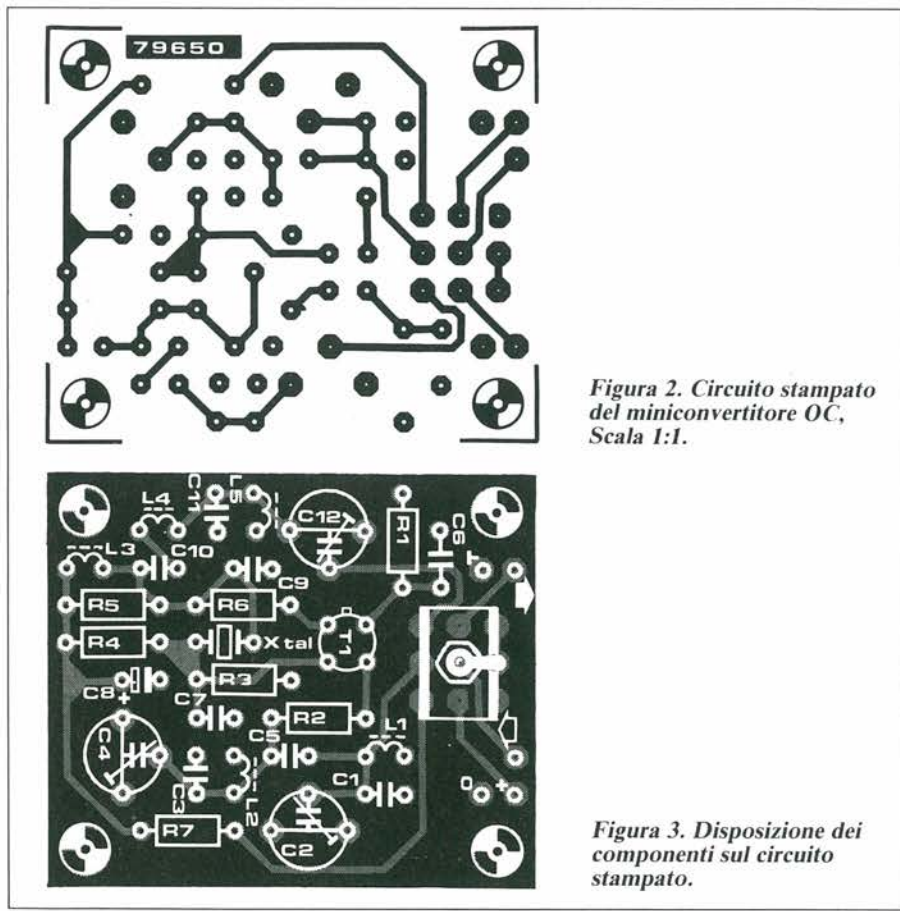 79650
Figura 2. Circuito stampato
del miniconvertitore OC,
Scala 1:1.
L4
C11
L5
C12
R1
C6
L3
C10
C9
R5
R6
R4
Xtal
T1
R3
C8
+
C7
R2
L1
C4
C5
C1
0 +
C3
L2
C2
R7
Figura 3. Disposizione dei
componenti sul circuito
stampato.